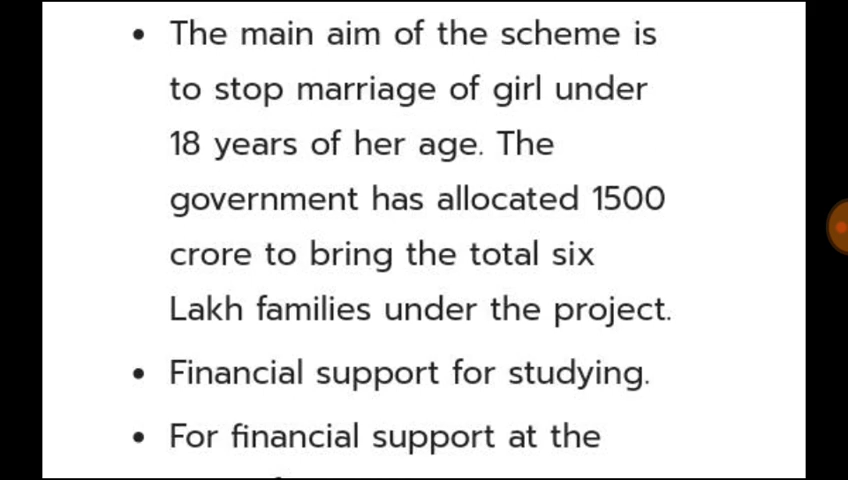 • The main aim of the scheme is
to stop marriage of girl under
18 years of her age. The
government has allocated 1500
crore to bring the total six
Lakh families under the project.
• Financial support for studying.
• For financial support at the